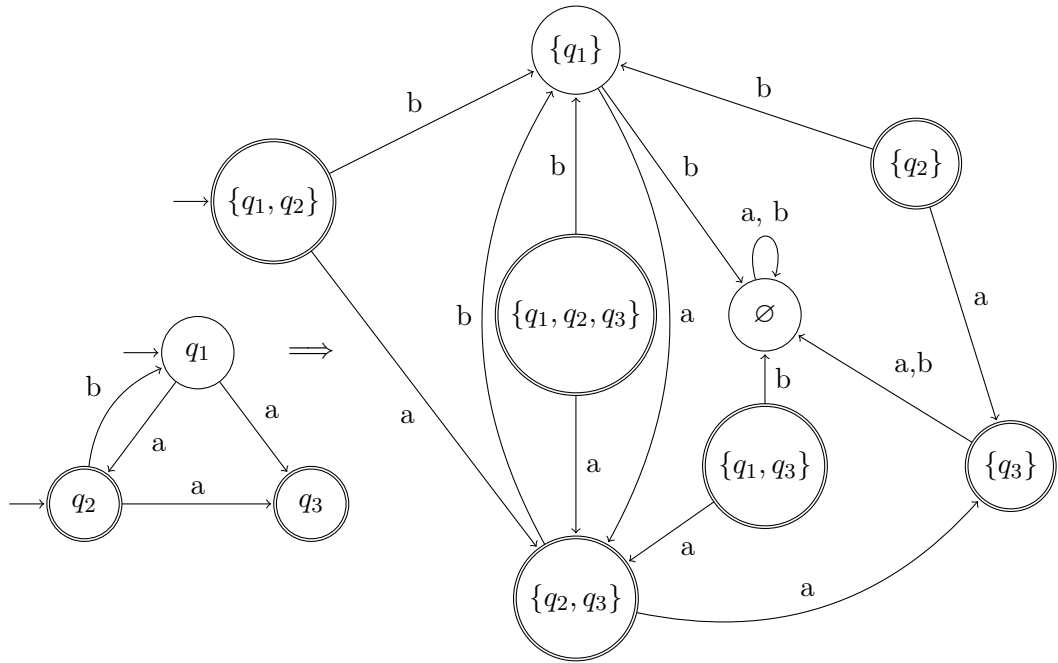 {q₁}
b
b
{q₂}
b
b
{q₁, q₂}
a, b
a
b
{q₁, q₂, q₃}
a
∅
q₁
⟹
a,b
b
a
b
a
a
a
{q₁, q₃}
{q₃}
q₂
a
q₃
a
a
{q₂, q₃}
a